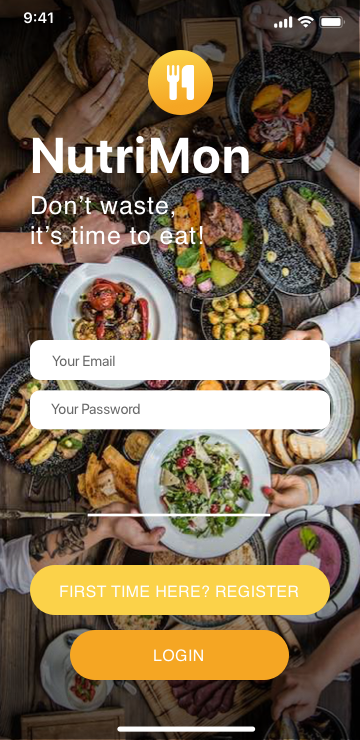 9:41
NutriMon
Don't waste,
it's time to eat!
Your Email
Your Password
FIRST TIME HERE? REGISTER
LOGIN